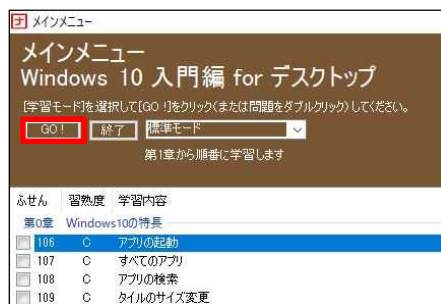 メインメニュー
メインメニュー
Windows 10 入門編 for デスクトップ
[学習モード]を選択して[GO !]をクリック(または問題をダブルクリック)してください。
GO ! 終了 標準モード
第1章から順番に学習します
ふせん 習熟度 学習内容
第0章 Windows10の特長
106 C アプリの起動
107 C すべてのアプリ
108 C アプリの検索
109 C タイルのサイズ変更